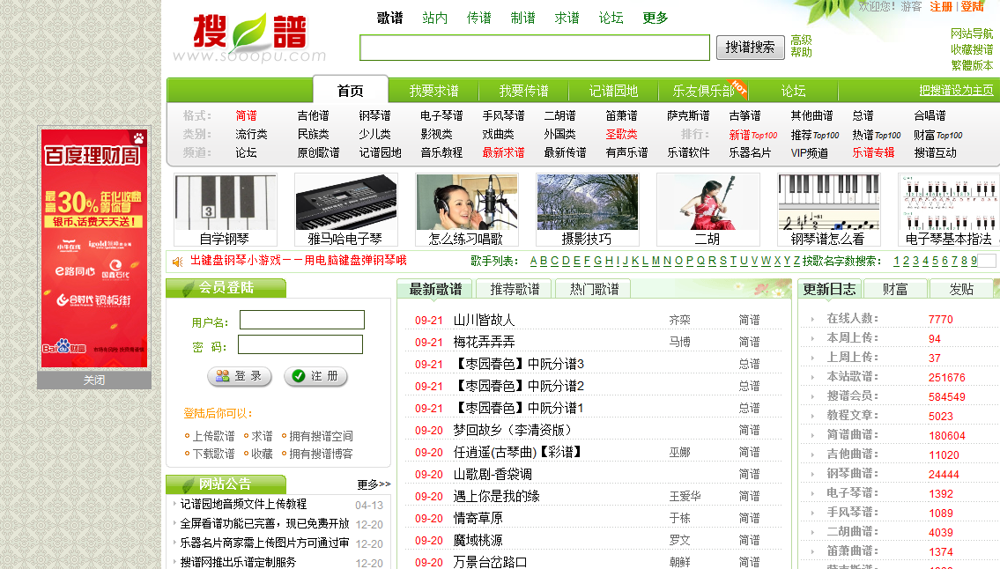 搜 譜
www.sooopu.com
歌谱 站内 传谱 制谱 求谱 论坛 更多
搜谱搜索
高级
帮助
欢迎您！游客 注册 | 登陆
网站导航
收藏搜谱
繁體版本
首页 我要求谱 我要传谱 记谱园地 乐友俱乐部 HOT 论坛 把搜谱设为主页
格式： 简谱 吉他谱 钢琴谱 电子琴谱 手风琴谱 二胡谱 笛萧谱 萨克斯谱 古筝谱 其他曲谱 总谱 合唱谱
类别： 流行类 民族类 少儿类 影视类 戏曲类 外国类 圣歌类 排行： 新谱Top100 推荐Top100 热谱Top100 财富Top100
频道： 论坛 原创歌谱 记谱园地 音乐教程 最新求谱 最新传谱 有声乐谱 乐谱软件 乐器名片 VIP频道 乐谱专辑 搜谱互动
3
自学钢琴 雅马哈电子琴 怎么练习唱歌 摄影技巧 二胡 钢琴谱怎么看 电子琴基本指法
出键盘钢琴小游戏－－用电脑键盘弹钢琴哦
歌手列表： A B C D E F G H I J K L M N O P Q R S T U V W X Y Z 按歌名字数搜索： 1 2 3 4 5 6 7 8 9
百度理财周
最高30%年化收益等你拿
银币、话费天天送！
小牛在线 igold
e路同心 国鑫石化
合时代 钢板街
Baidu财富
关闭
会员登陆
用户名：
密 码：
登 录 注 册
登陆后你可以：
上传歌谱 求谱 拥有搜谱空间
下载歌谱 收藏 拥有搜谱博客
网站公告 更多>>
记谱园地音频文件上传教程 04-13
全屏看谱功能已完善，现已免费开放 12-20
乐器名片商家需上传图片方可通过审 12-20
搜谱网推出乐谱定制服务 12-20
最新歌谱 推荐歌谱 热门歌谱
09-21 山川皆故人 齐栾 简谱
09-21 梅花弄弄弄 马博 简谱
09-21 【枣园春色】中阮分谱3 总谱
09-21 【枣园春色】中阮分谱2 总谱
09-21 【枣园春色】中阮分谱1 总谱
09-20 梦回故乡（李清资版） 简谱
09-20 任逍遥(古琴曲)【彩谱】 巫娜 简谱
09-20 山歌剧-香袋调 简谱
09-20 遇上你是我的缘 王爱华 简谱
09-20 情寄草原 于栋 简谱
09-20 魔域桃源 罗文 简谱
09-20 万景台岔路口 朝鲜 简谱
更新日志 财富 发贴
在线人数： 7770
本周上传： 94
上周上传： 37
本站歌谱： 251676
搜谱会员： 584549
教程文章： 5023
简谱曲谱： 180604
吉他曲谱： 11020
钢琴曲谱： 24444
电子琴谱： 1392
手风琴谱： 1089
二胡曲谱： 4039
笛萧曲谱： 1374